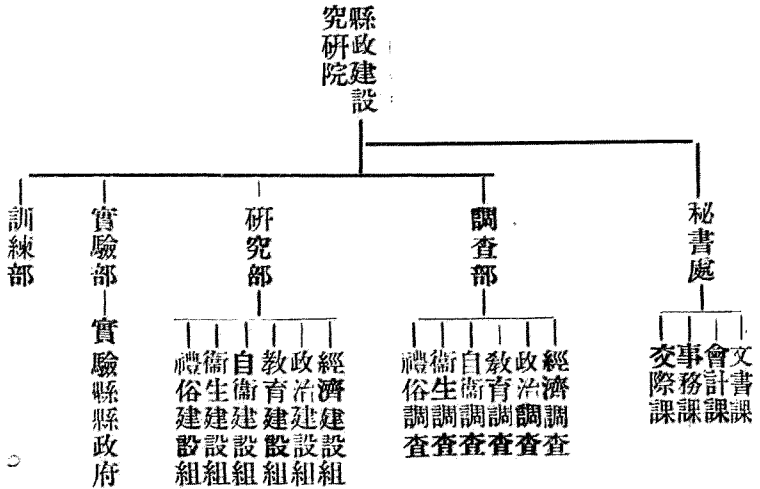 縣政建設
究研院
秘書處
文書課
會計課
事務課
交際課
調查部
經濟調查
政治調查
教育調查
自衞調查
衞生調查
禮俗調查
研究部
經濟建設組
政治建設組
教育建設組
自衞建設組
衞生建設組
禮俗建設組
實驗部
實驗縣縣政府
訓練部